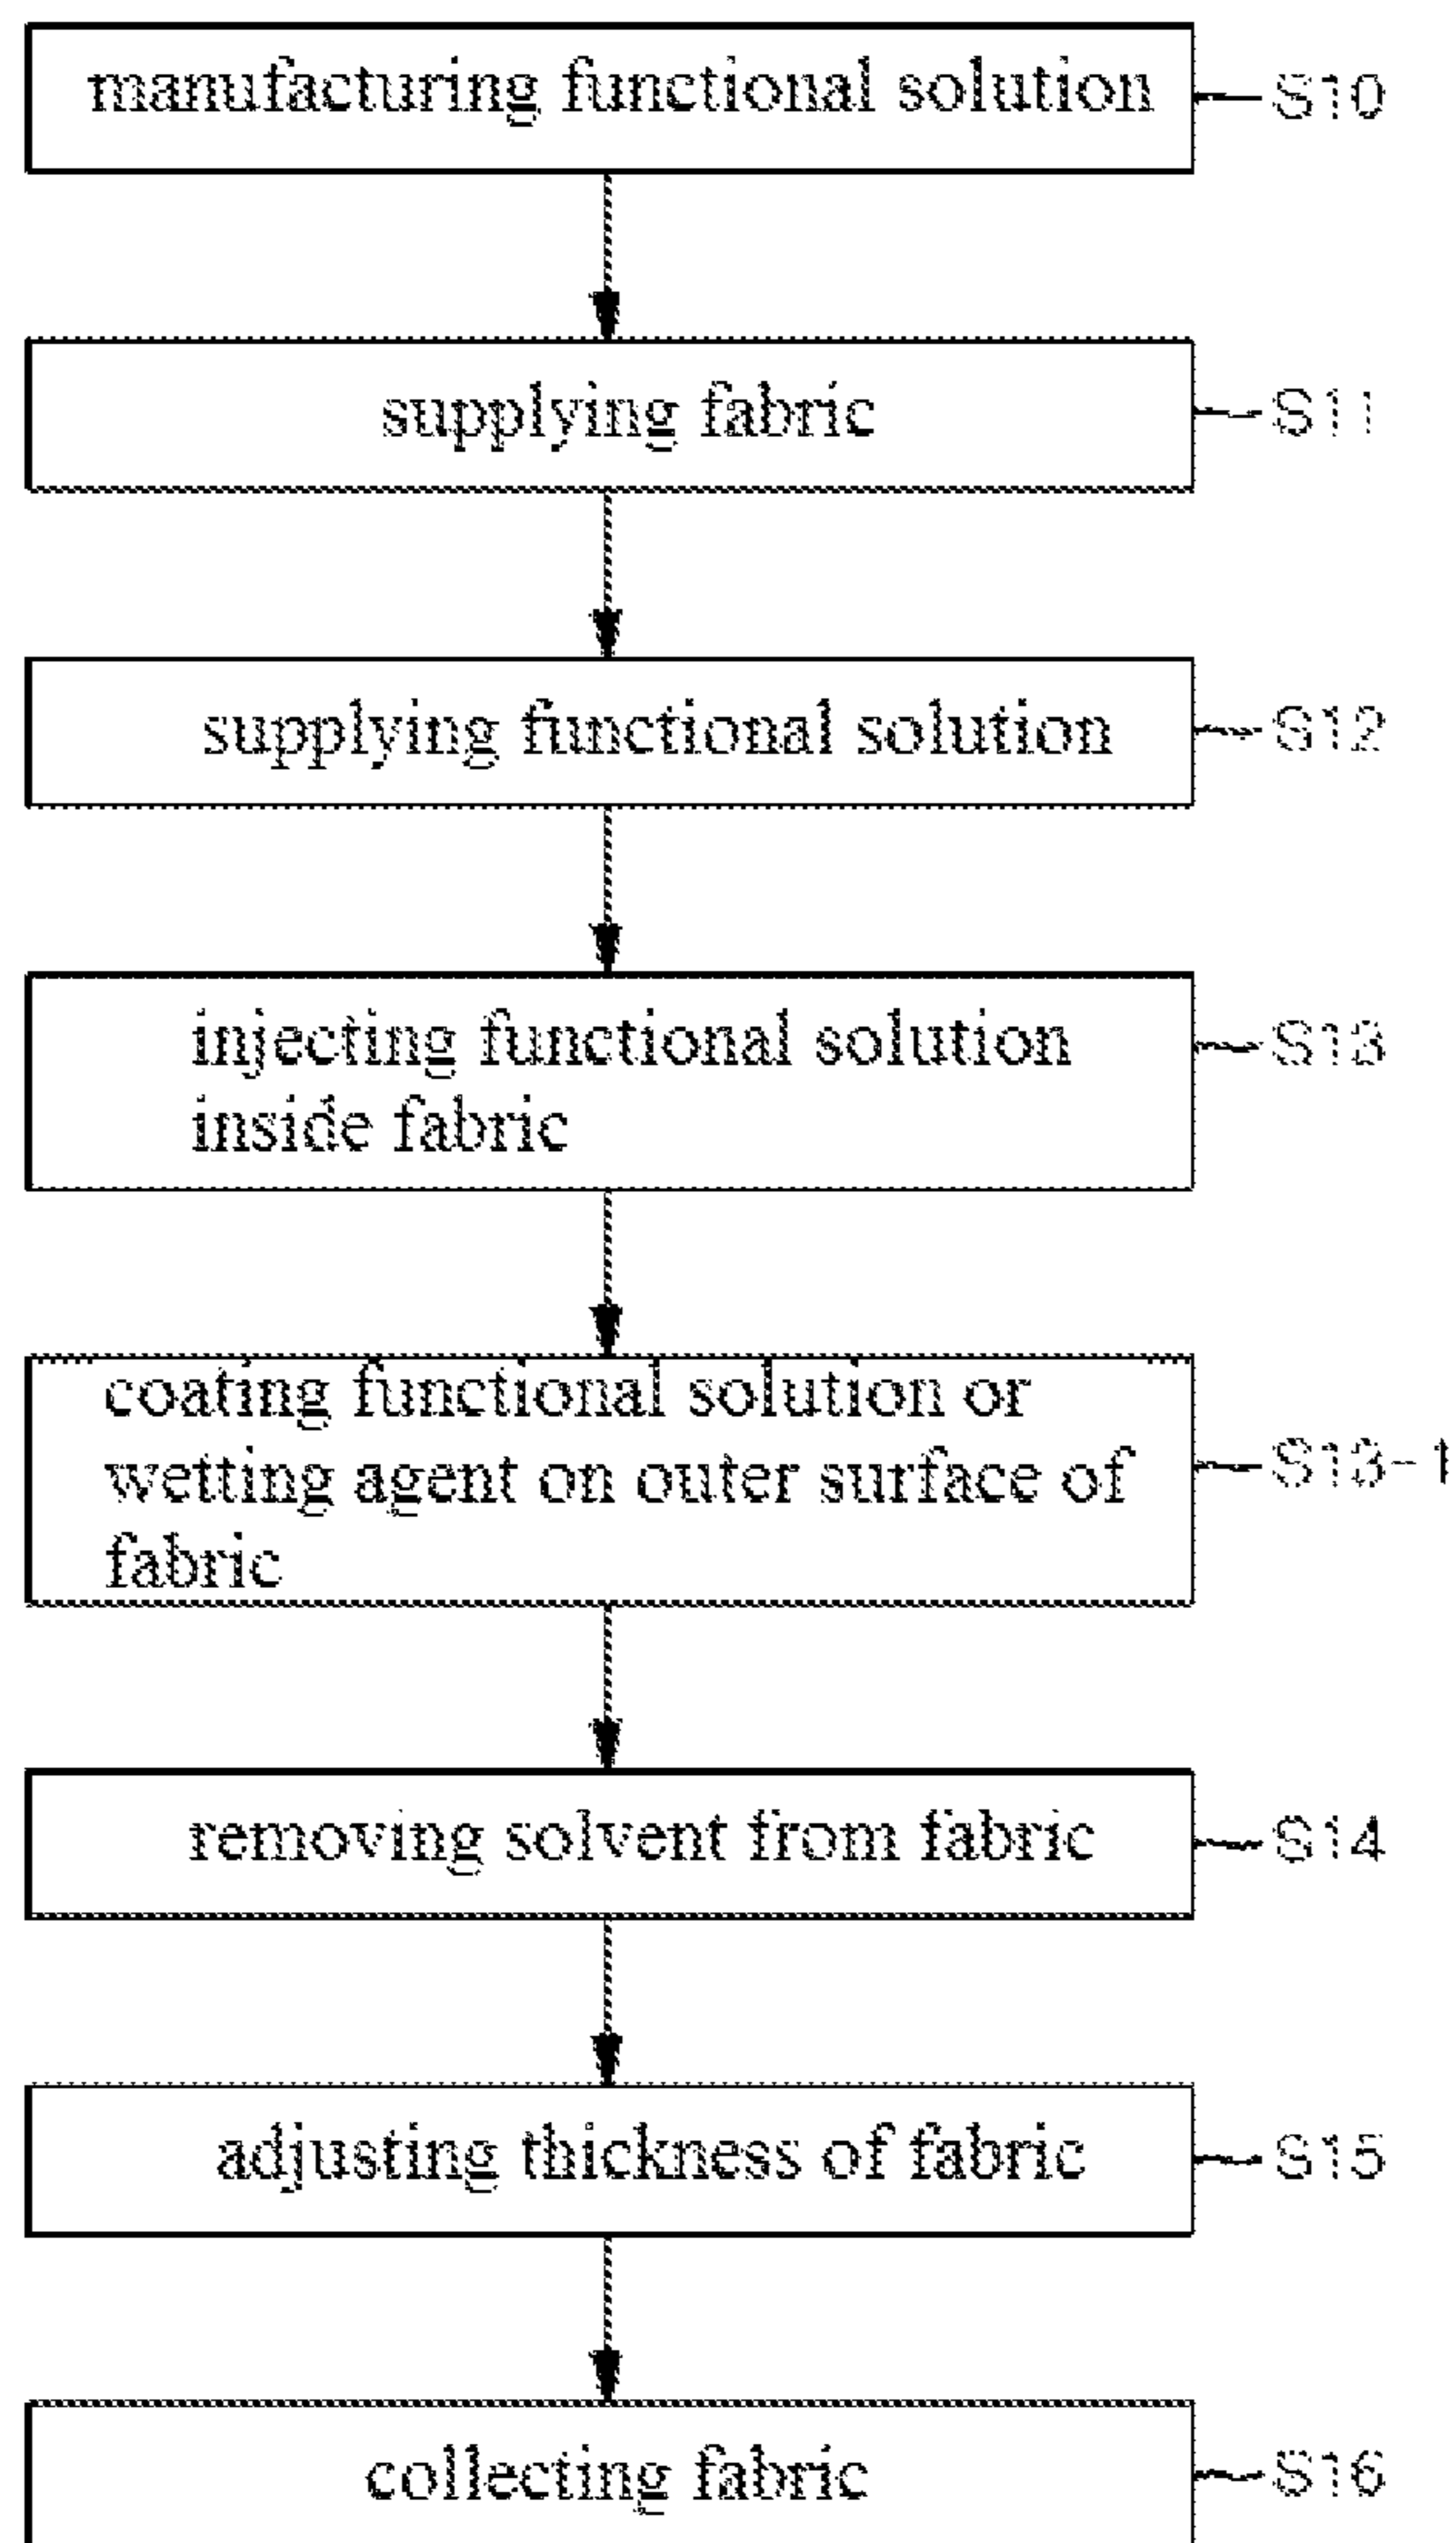 manufacturing functional solution
S10
supplying fabric
S11
supplying functional solution
S12
injecting functional solution
inside fabric
S13
coating functional solution or
wetting agent on outer surface of
fabric
S13-1
removing solvent from fabric
S14
adjusting thickness of fabric
S15
collecting fabric
S16